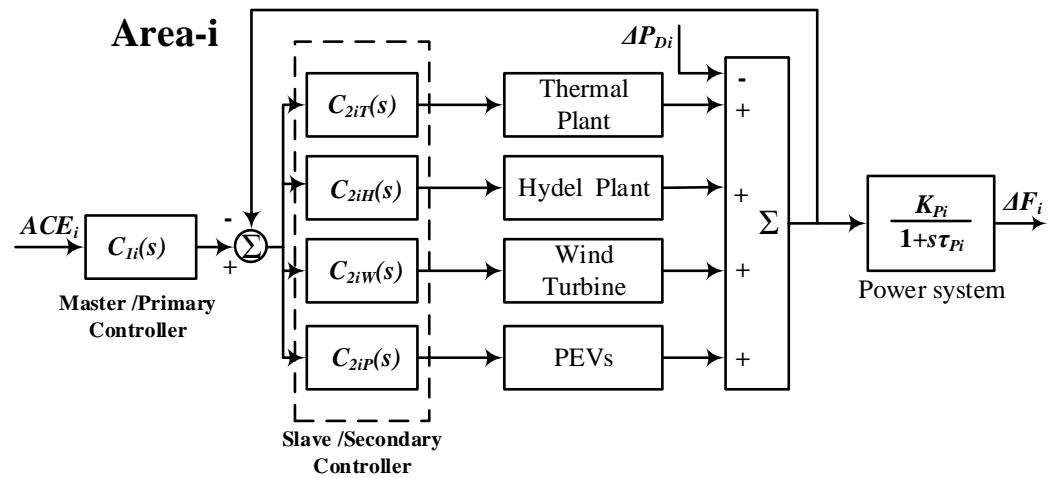 Area-i
ΔP_Di
-
C_2iT(s)
Thermal
Plant
+
C_2iH(s)
Hydel Plant
+
ACE_i
C_1i(s)
-
+
Σ
C_2iW(s)
Wind
Turbine
+
Σ
K_Pi
1+sτ_Pi
ΔF_i
Power system
Master /Primary
Controller
C_2iP(s)
PEVs
+
Slave /Secondary
Controller